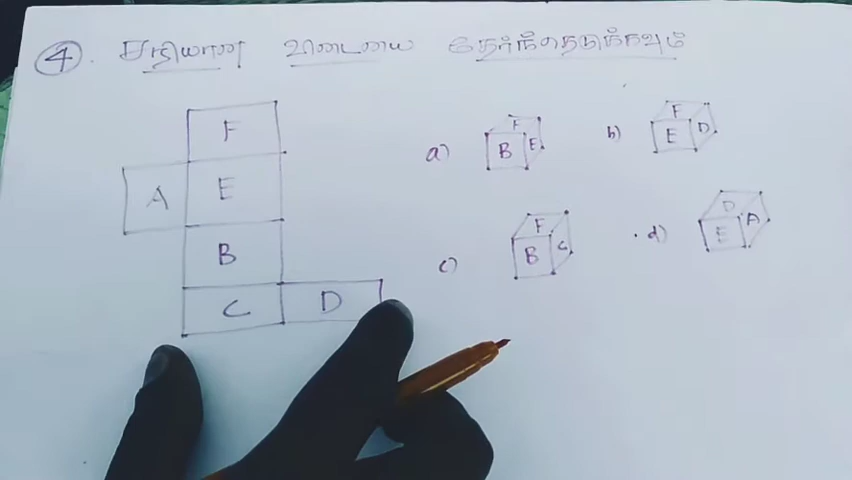 4. சரியான விடையை தேர்ந்தெடுக்கவும்
F
A E
B
C D
a) F B E
b) F E D
c) F B C
d) D E A